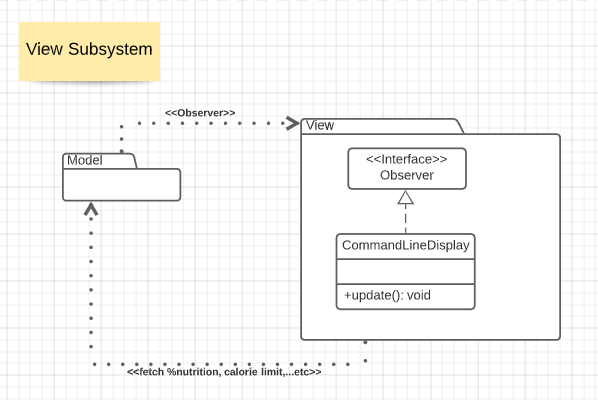 View Subsystem
<<Observer>>
View
Model
<<Interface>>
Observer
CommandLineDisplay
+update(): void
<<fetch %nutrition, calorie limit,...etc>>